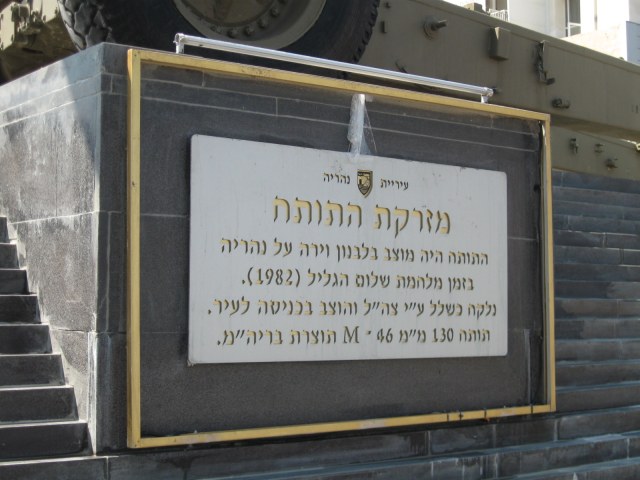 עיריית נהריה
מזרקת התותח
התותח היה מוצב בלבנון וירה על נהריה
בזמן מלחמת שלום הגליל (1982).
נלקח כשלל ע״י צה״ל והוצב בכניסה לעיר.
תותח 130 מ״מ M - 46 תוצרת בריה״מ.